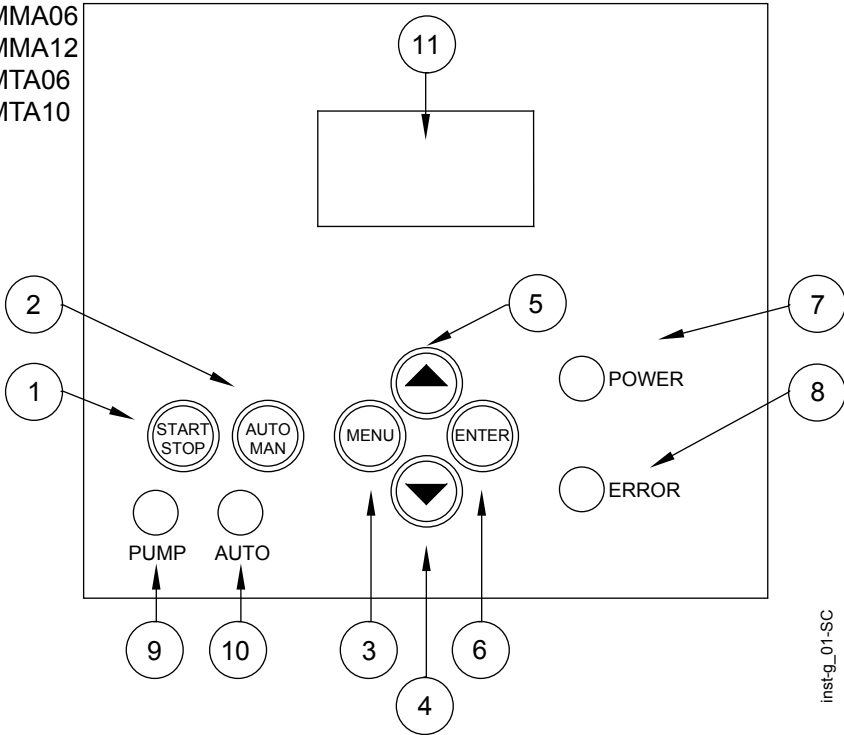 MMA06
MMA12
MTA06
MTA10
11
2
5
7
1
8
START
STOP
AUTO
MAN
MENU
ENTER
POWER
ERROR
PUMP
AUTO
9
10
3
6
4
inst-g_01-SC